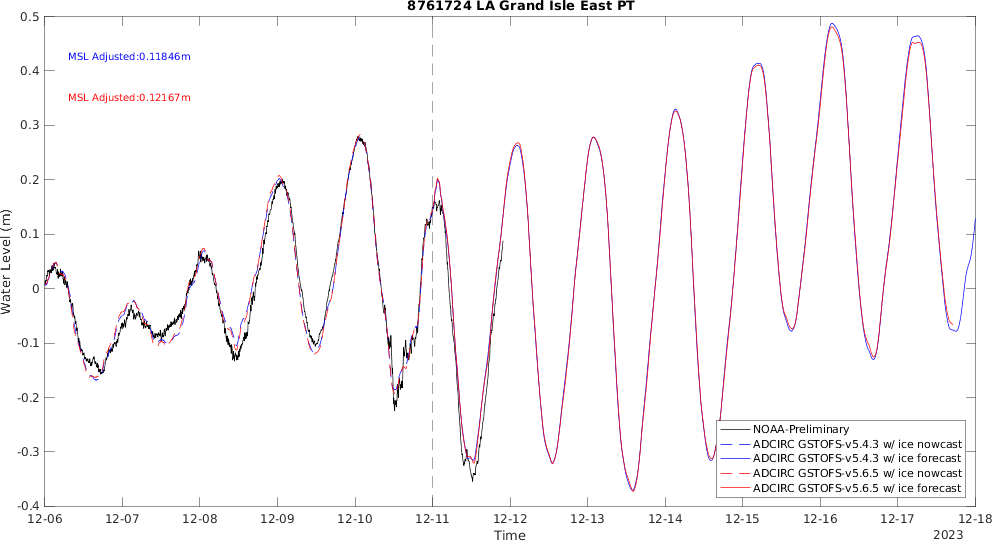 8761724 LA Grand Isle East PT
MSL Adjusted:0.11846m
MSL Adjusted:0.12167m
0.5
0.4
0.3
0.2
0.1
0
-0.1
-0.2
-0.3
-0.4
Water Level (m)
NOAA-Preliminary
ADCIRC GSTOFS-v5.4.3 w/ ice nowcast
ADCIRC GSTOFS-v5.4.3 w/ ice forecast
ADCIRC GSTOFS-v5.6.5 w/ ice nowcast
ADCIRC GSTOFS-v5.6.5 w/ ice forecast
12-06 12-07 12-08 12-09 12-10 12-11 12-12 12-13 12-14 12-15 12-16 12-17 12-18
Time
2023